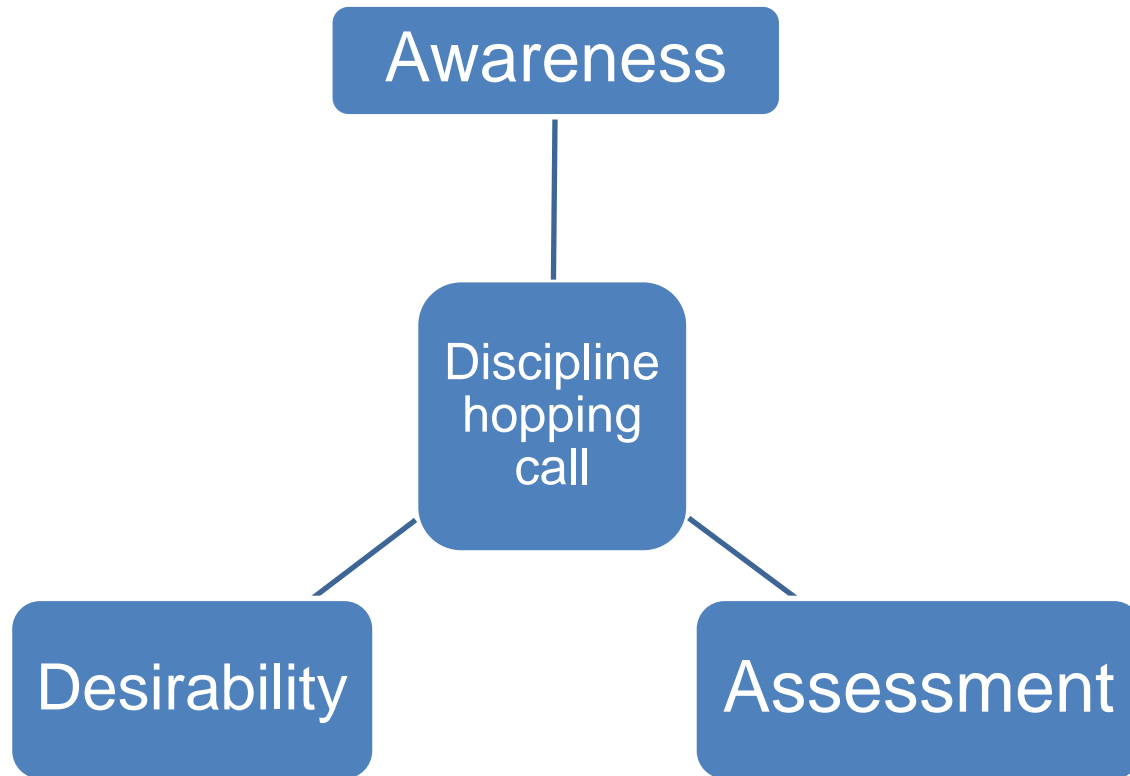 Awareness
Discipline
hopping
call
Desirability
Assessment